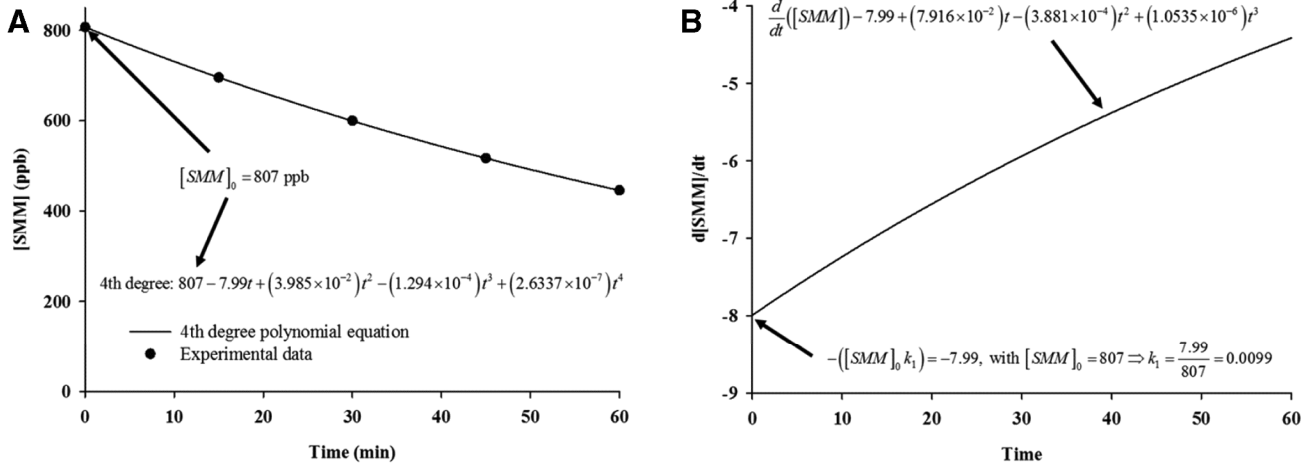 A
800
600
400
200
0
[SMM] (ppb)
[SMM]₀ = 807 ppb
4th degree: 807 − 7.99t + (3.985×10⁻²)t² − (1.294×10⁻⁴)t³ + (2.6337×10⁻⁷)t⁴
4th degree polynomial equation
Experimental data
0 10 20 30 40 50 60
Time (min)
B
d/dt([SMM]) − 7.99 + (7.916×10⁻²)t − (3.881×10⁻⁴)t² + (1.0535×10⁻⁶)t³
-4
-5
-6
-7
-8
-9
d[SMM]/dt
−([SMM]₀ k₁) = −7.99, with [SMM]₀ = 807 ⇒ k₁ = 7.99/807 = 0.0099
0 10 20 30 40 50 60
Time